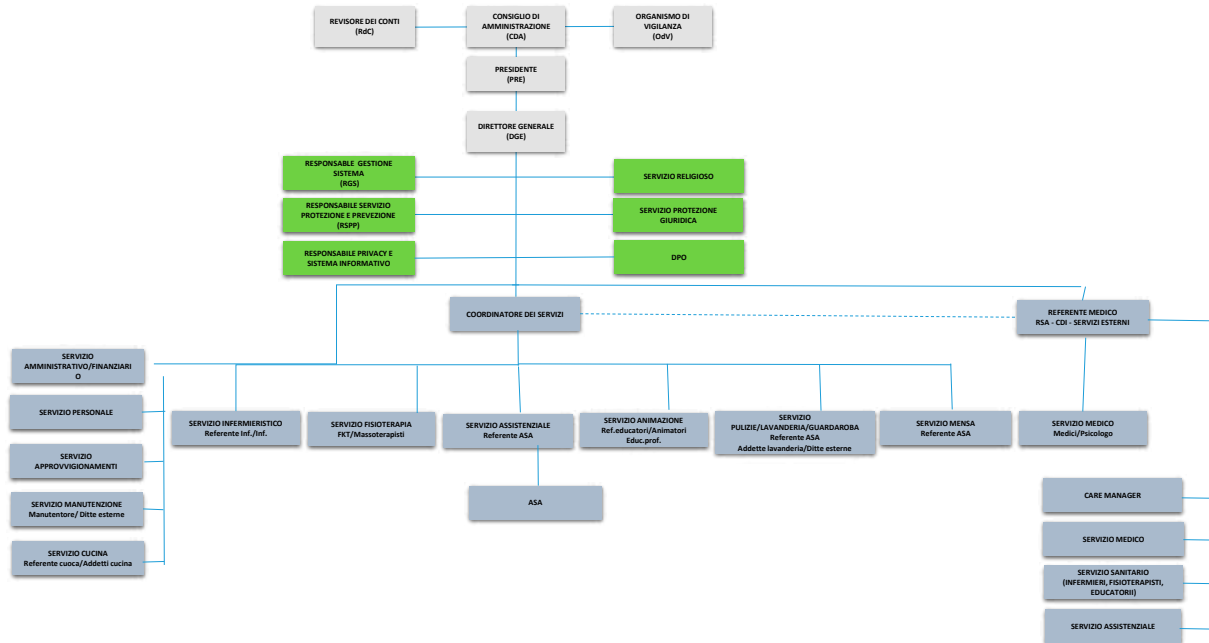 REVISORE DEI CONTI
(RdC)
CONSIGLIO DI
AMMINISTRAZIONE
(CDA)
ORGANISMO DI
VIGILANZA
(OdV)
PRESIDENTE
(PRE)
DIRETTORE GENERALE
(DGE)
RESPONSABLE GESTIONE
SISTEMA
(RGS)
SERVIZIO RELIGIOSO
RESPONSABILE SERVIZIO
PROTEZIONE E PREVEZIONE
(RSPP)
SERVIZIO PROTEZIONE
GIURIDICA
RESPONSABILE PRIVACY E
SISTEMA INFORMATIVO
DPO
COORDINATORE DEI SERVIZI
REFERENTE MEDICO
RSA - CDI - SERVIZI ESTERNI
SERVIZIO
AMMINISTRATIVO/FINANZIARI
O
SERVIZIO PERSONALE
SERVIZIO
APPROVVIGIONAMENTI
SERVIZIO MANUTENZIONE
Manutentore/ Ditte esterne
SERVIZIO CUCINA
Referente cuoca/Addetti cucina
SERVIZIO INFERMIERISTICO
Referente Inf./Inf.
SERVIZIO FISIOTERAPIA
FKT/Massoterapisti
SERVIZIO ASSISTENZIALE
Referente ASA
SERVIZIO ANIMAZIONE
Ref.educatori/Animatori
Educ.prof.
SERVIZIO
PULIZIE/LAVANDERIA/GUARDAROBA
Referente ASA
Addette lavanderia/Ditte esterne
SERVIZIO MENSA
Referente ASA
SERVIZIO MEDICO
Medici/Psicologo
ASA
CARE MANAGER
SERVIZIO MEDICO
SERVIZIO SANITARIO
(INFERMIERI, FISIOTERAPISTI,
EDUCATORII)
SERVIZIO ASSISTENZIALE